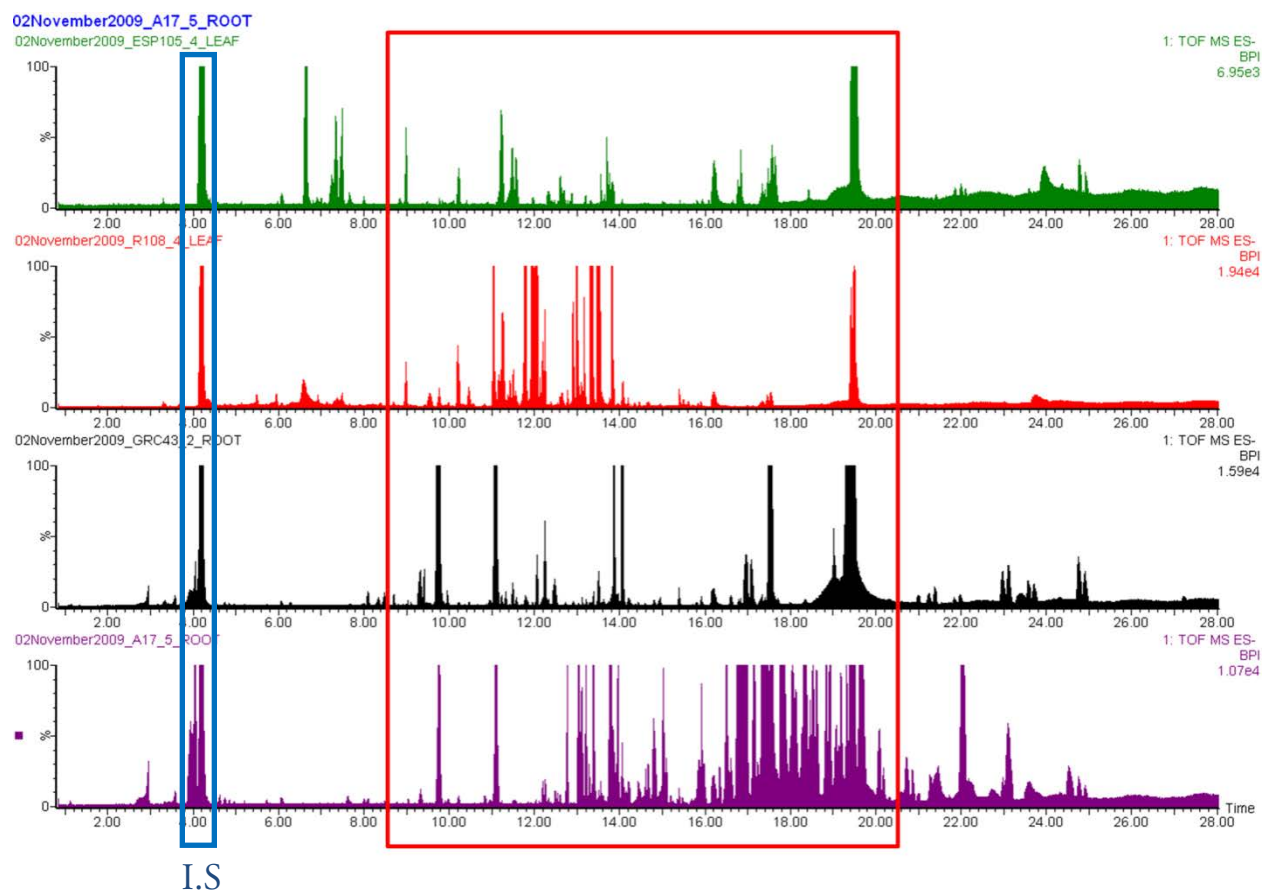 02November2009_A17_5_ROOT
02November2009_ESP105_4_LEAF
1: TOF MS ES-
BPI
6.95e3
100
%
0
2.00 4.00 6.00 8.00 10.00 12.00 14.00 16.00 18.00 20.00 22.00 24.00 26.00 28.00
02November2009_R108_4_LEAF
1: TOF MS ES-
BPI
1.94e4
100
%
0
2.00 4.00 6.00 8.00 10.00 12.00 14.00 16.00 18.00 20.00 22.00 24.00 26.00 28.00
02November2009_GRC43_2_ROOT
1: TOF MS ES-
BPI
1.59e4
100
%
0
2.00 4.00 6.00 8.00 10.00 12.00 14.00 16.00 18.00 20.00 22.00 24.00 26.00 28.00
02November2009_A17_5_ROOT
1: TOF MS ES-
BPI
1.07e4
100
%
0
Time
2.00 4.00 6.00 8.00 10.00 12.00 14.00 16.00 18.00 20.00 22.00 24.00 26.00 28.00
I.S